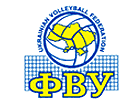 UKRAINIAN VOLLEYBALL FEDERATION
ФВУ